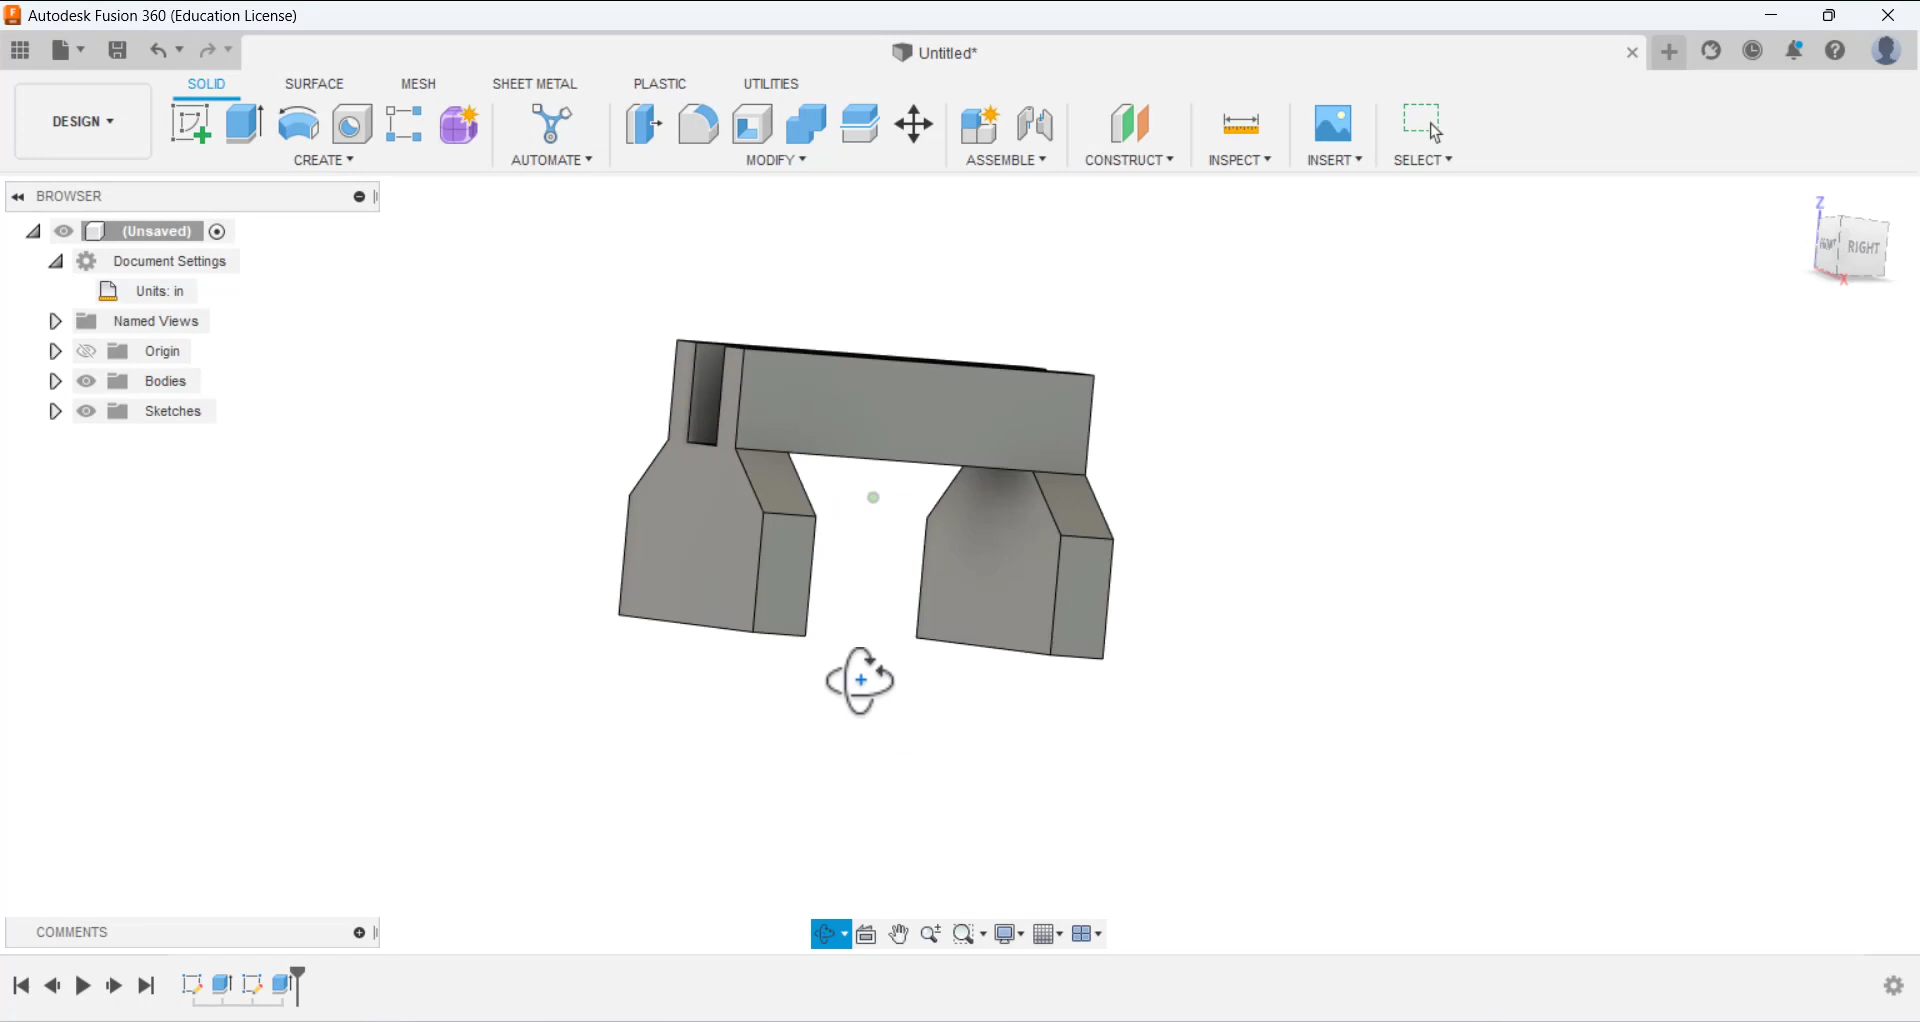 Autodesk Fusion 360 (Education License)
Untitled*
SOLID SURFACE MESH SHEET METAL PLASTIC UTILITIES
DESIGN
CREATE AUTOMATE MODIFY ASSEMBLE CONSTRUCT INSPECT INSERT SELECT
BROWSER
(Unsaved)
Document Settings
Units: in
Named Views
Origin
Bodies
Sketches
Z
FRONT RIGHT
X
COMMENTS